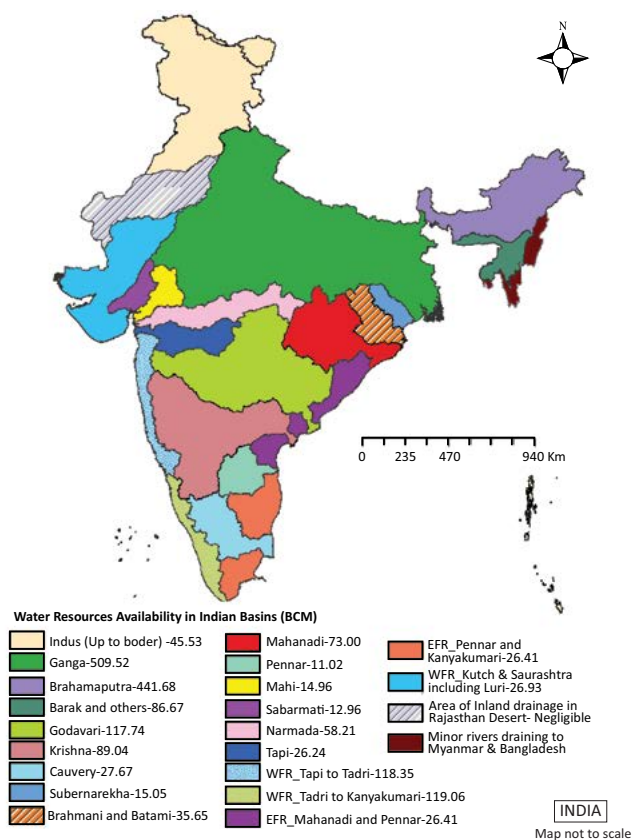 N
0 235 470 940 Km
Water Resources Availability in Indian Basins (BCM)
Indus (Up to boder) -45.53
Ganga-509.52
Brahamaputra-441.68
Barak and others-86.67
Godavari-117.74
Krishna-89.04
Cauvery-27.67
Subernarekha-15.05
Brahmani and Batami-35.65
Mahanadi-73.00
Pennar-11.02
Mahi-14.96
Sabarmati-12.96
Narmada-58.21
Tapi-26.24
WFR_Tapi to Tadri-118.35
WFR_Tadri to Kanyakumari-119.06
EFR_Mahanadi and Pennar-26.41
EFR_Pennar and
Kanyakumari-26.41
WFR_Kutch & Saurashtra
including Luri-26.93
Area of Inland drainage in
Rajasthan Desert- Negligible
Minor rivers draining to
Myanmar & Bangladesh
INDIA
Map not to scale